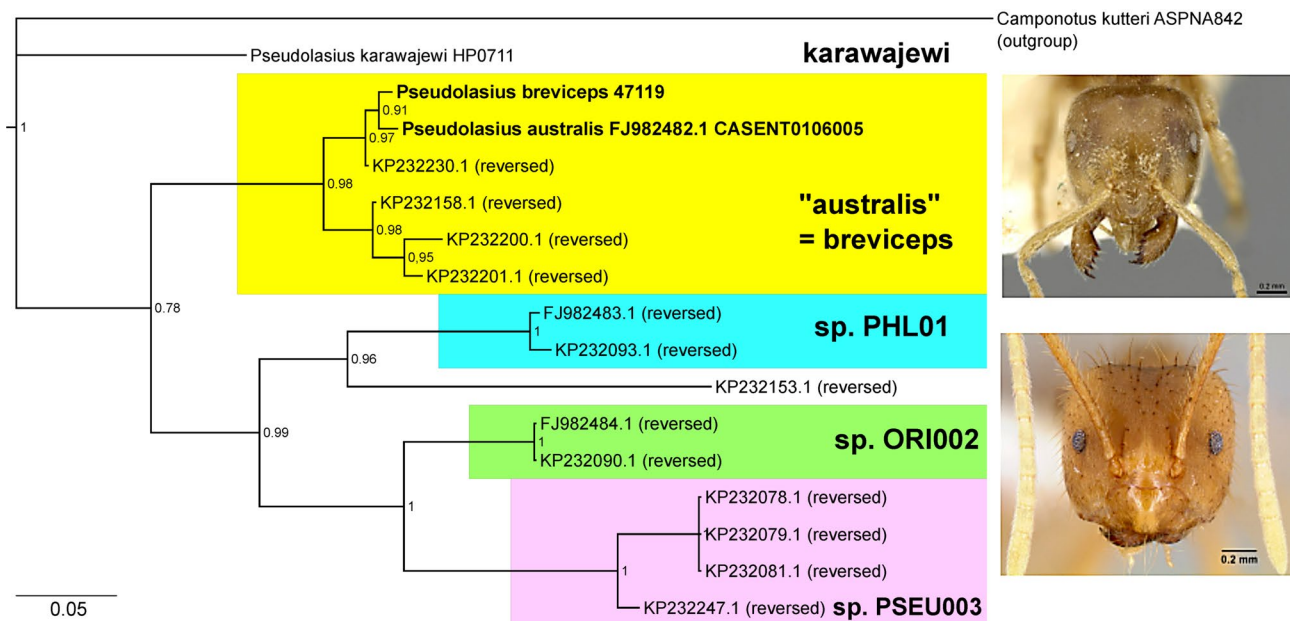 Camponotus kutteri ASPNA842
(outgroup)
Pseudolasius karawajewi HP0711
karawajewi
1
Pseudolasius breviceps 47119
0.91
Pseudolasius australis FJ982482.1 CASENT0106005
0.97
KP232230.1 (reversed)
0.98
KP232158.1 (reversed)
"australis"
= breviceps
0.98
KP232200.1 (reversed)
0,95
KP232201.1 (reversed)
0.2 mm
0.78
FJ982483.1 (reversed)
1
sp. PHL01
KP232093.1 (reversed)
0.96
KP232153.1 (reversed)
0.99
FJ982484.1 (reversed)
1
sp. ORI002
KP232090.1 (reversed)
1
KP232078.1 (reversed)
1
KP232079.1 (reversed)
0.2 mm
1
KP232081.1 (reversed)
KP232247.1 (reversed)
sp. PSEU003
0.05